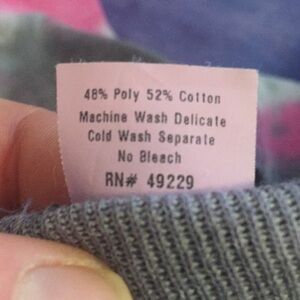 48% Poly 52% Cotton
Machine Wash Delicate
Cold Wash Separate
No Bleach
RN# 49229